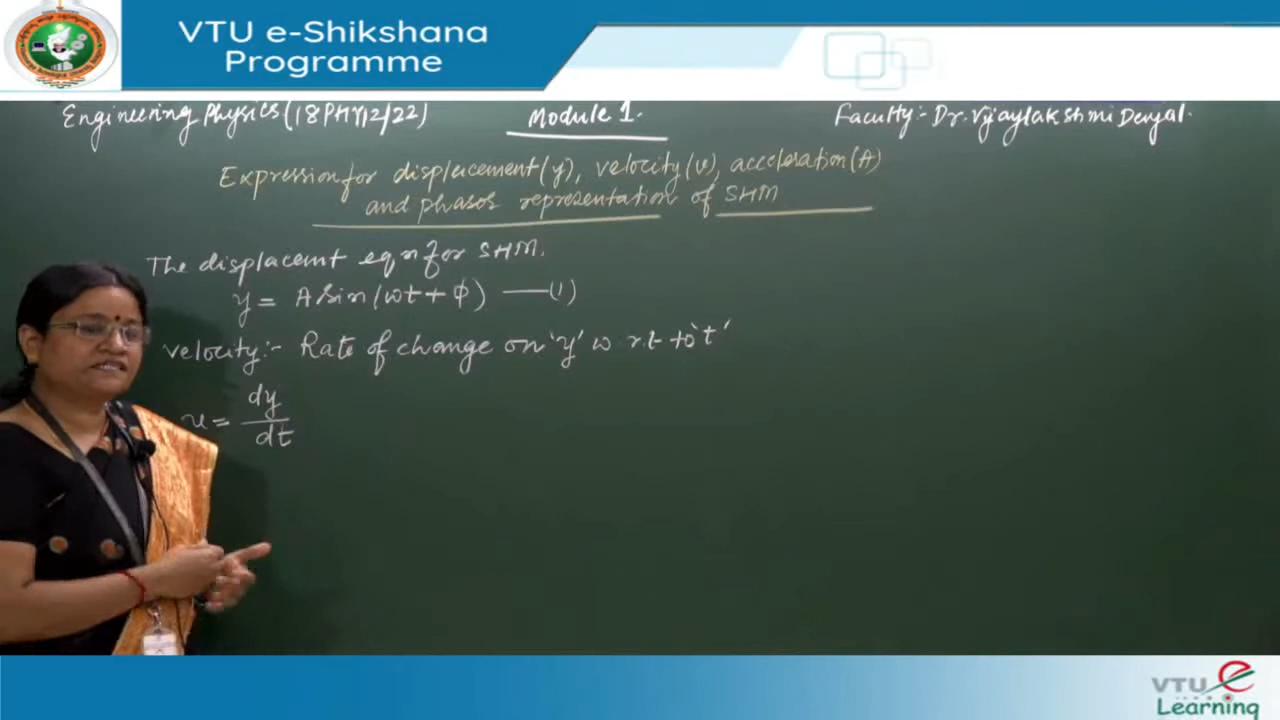 VTU e-Shikshana
Programme
Engineering Physics (18PHY12/22)
Module 1.
Faculty:- Dr. Vijaylakshmi Dengal.
Expression for displacement (y), velocity (v), acceleration (A)
and phasor representation of SHM
The displacemt eqn for SHM.
y = A sin (ωt + ϕ) —(1)
velocity:- Rate of change on 'y' w r.t to 't'
v = dy/dt
VTU e
Learning